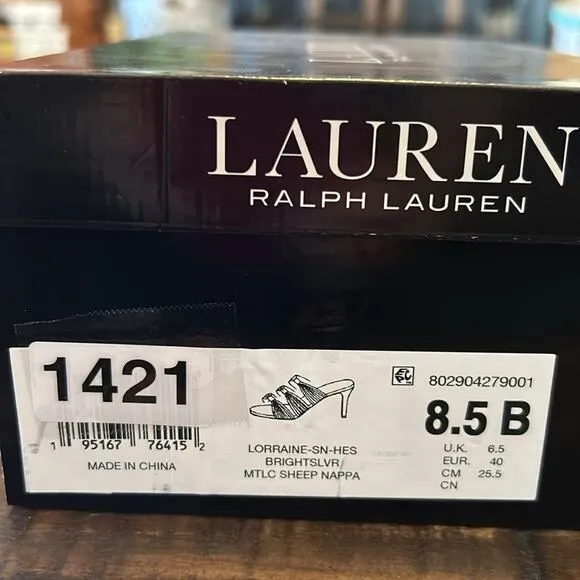 LAUREN
RALPH LAUREN
1421
1 95167 76415 2
MADE IN CHINA
LORRAINE-SN-HES
BRIGHTSLVR
MTLC SHEEP NAPPA
802904279001
8.5 B
U.K. 6.5
EUR. 40
CM 25.5
CN